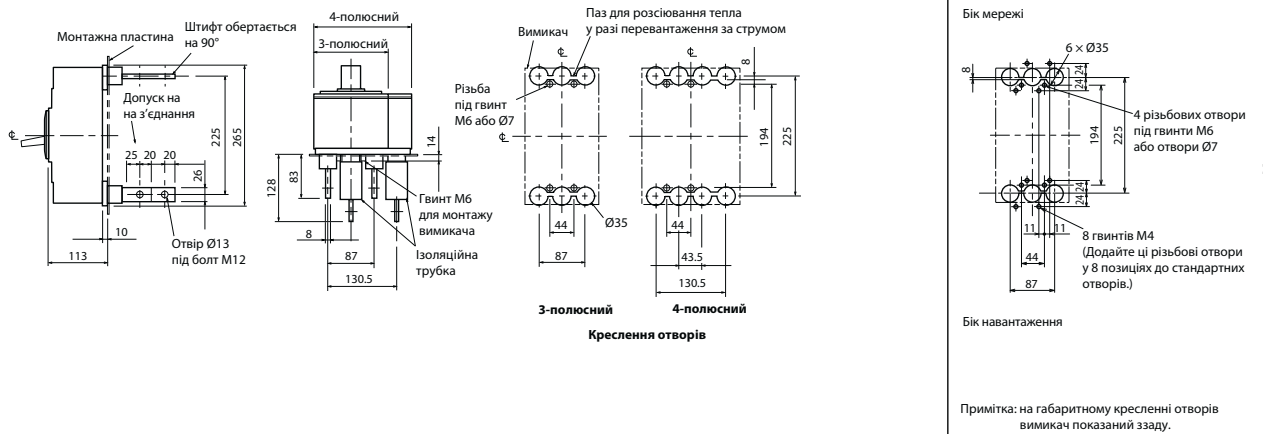 Монтажна пластина
Штифт обертається
на 90°
Допуск на
на з’єднання
225
265
25
20
20
26
10
113
Отвір Ø13
під болт M12
4-полюсний
3-полюсний
14
128
83
8
87
130.5
Гвинт M6
для монтажу
вимикача
Ізоляційна
трубка
Вимикач
Паз для розсіювання тепла
у разі перевантаження за струмом
Різьба
під гвинт
M6 або Ø7
8
194
225
Ø35
44
87
44
43.5
130.5
3-полюсний
4-полюсний
Креслення отворів
Бік мережі
6 × Ø35
8
24
194
225
4 різьбових отвори
під гвинти M6
або отвори Ø7
24
11
11
44
87
8 гвинтів M4
(Додайте ці різьбові отвори
у 8 позиціях до стандартних
отворів.)
Бік навантаження
Примітка: на габаритному кресленні отворів
вимикач показаний ззаду.